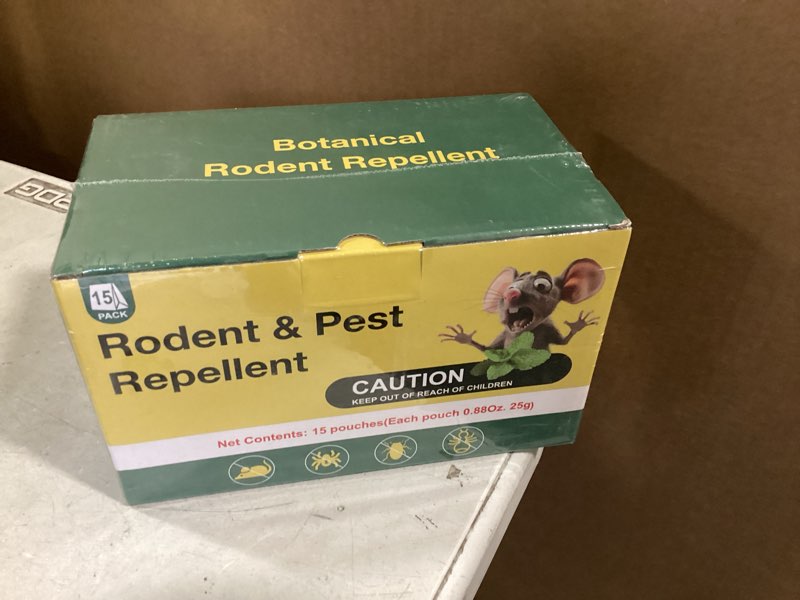 Botanical
Rodent Repellent
15
PACK
Rodent & Pest
Repellent
CAUTION
KEEP OUT OF REACH OF CHILDREN
Net Contents: 15 pouches(Each pouch 0.88Oz. 25g)